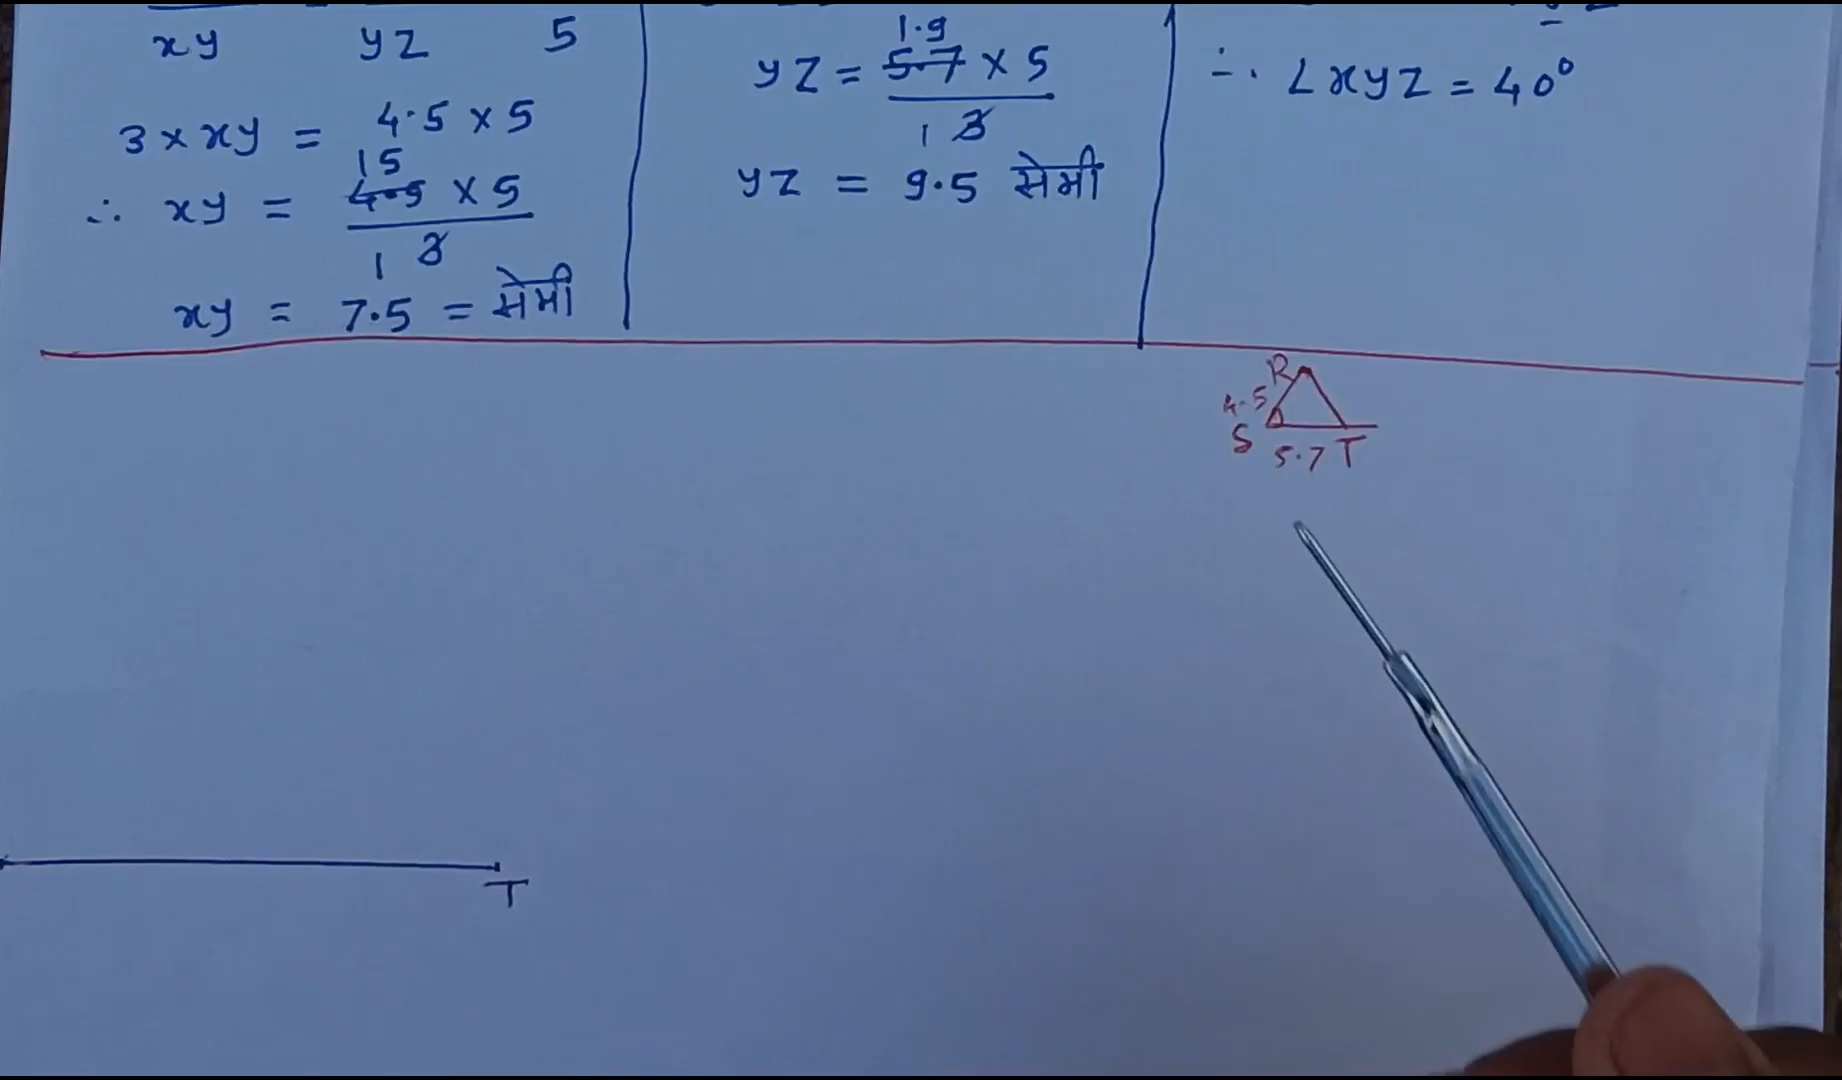 xy yz 5
3 × xy = 4.5 × 5
15
∴ xy = 4.5 × 5
1 3
xy = 7.5 = सेमी
1.9
yz = 5.7 × 5
1 3
yz = 9.5 सेमी
∴ ∠xyz = 40°
R
4.5
S 5.7 T
T